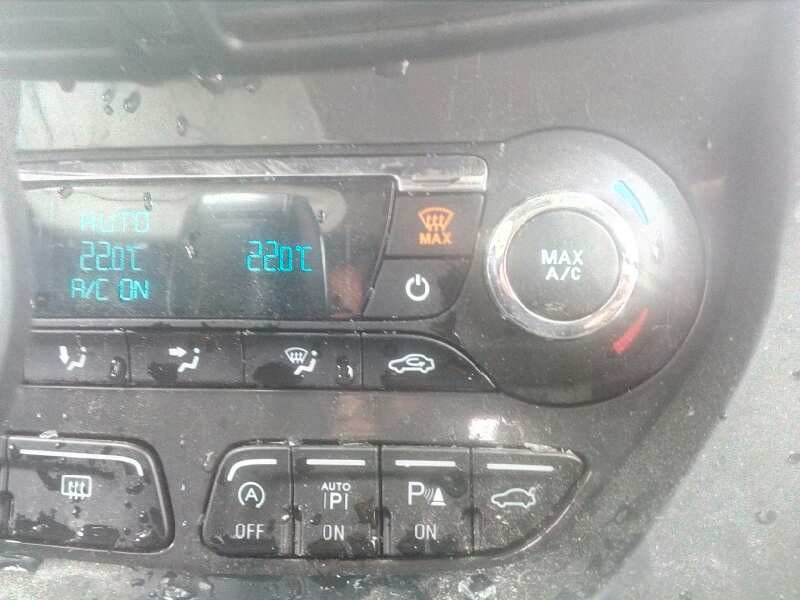 AUTO
22.0℃ 22.0℃
A/C ON
MAX
MAX
A/C
A
OFF
AUTO
P
ON
P
ON